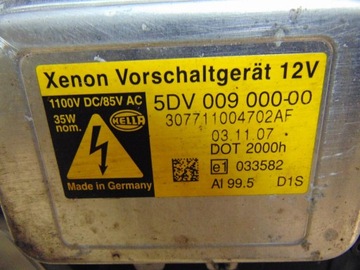 Xenon Vorschaltgerät 12V
1100V DC/85V AC
35W
nom.
HELLA
5DV 009 000-00
307711004702AF
03.11.07
DOT 2000h
e1 033582
Made in Germany
Al 99.5 D1S